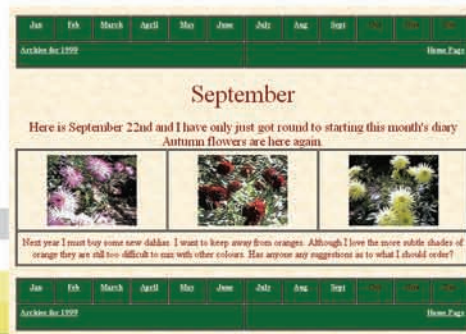 Jan Feb March April May June July Aug Sept
Archive for 1999 Home Page
September
Here is September 22nd and I have only just got round to starting this month's diary
Autumn flowers are here again
Next year I must buy some new dahlias. I want to keep away from oranges. Although I love the more subtle shades of
orange they are still too difficult to mix with other colours. Has anyone any suggestions as to what I should order?
Jan Feb March April May June July Aug Sept
Archive for 1999 Home Page